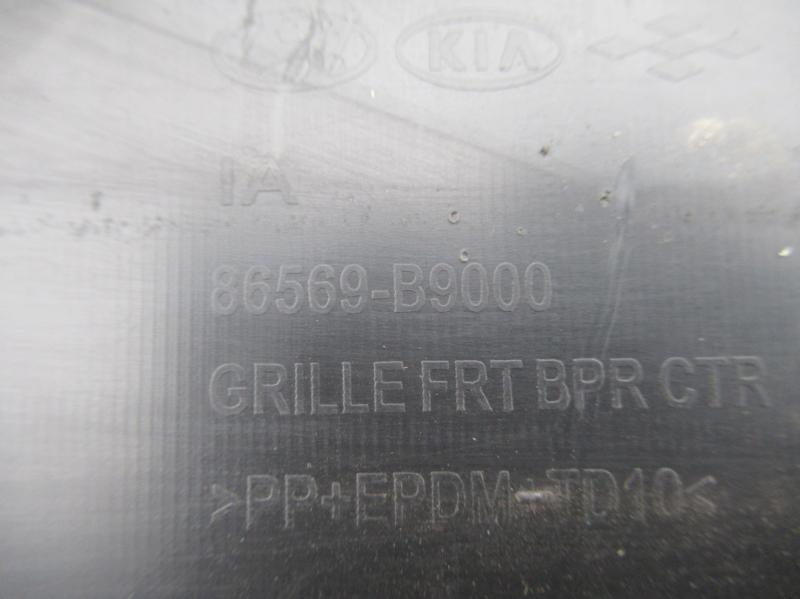 KIA
IA
86569-B9000
GRILLE FRT BPR CTR
>PP+EPDM-TD10<